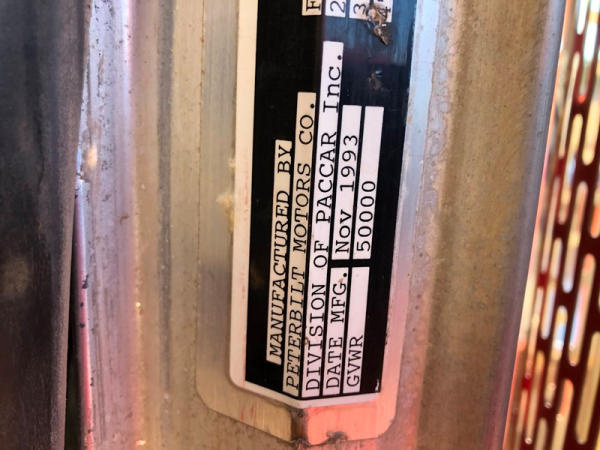 MANUFACTURED BY
PETERBILT MOTORS CO.
DIVISION OF PACCAR Inc.
DATE MFG. Nov 1993
GVWR 50000